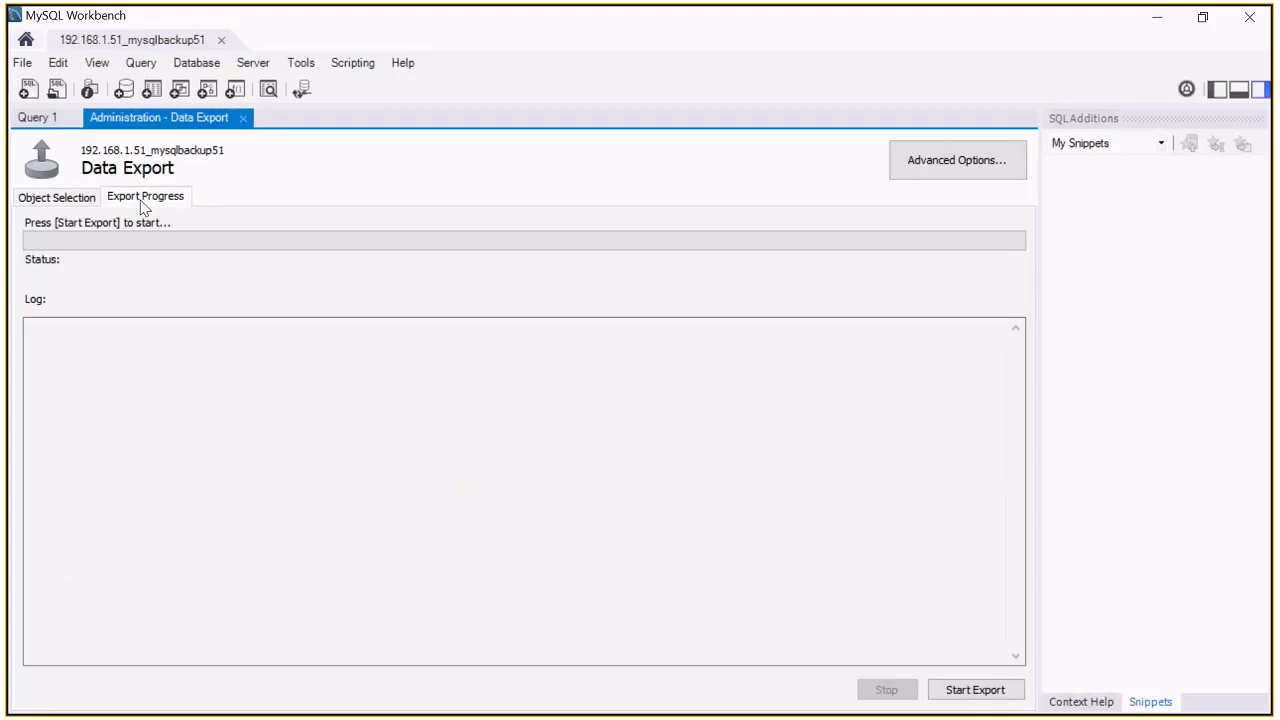 MySQL Workbench
192.168.1.51_mysqlbackup51
File Edit View Query Database Server Tools Scripting Help
Query 1
Administration - Data Export
SQLAdditions
192.168.1.51_mysqlbackup51
Data Export
Advanced Options...
My Snippets
Object Selection
Export Progress
Press [Start Export] to start...
Status:
Log:
Stop
Start Export
Context Help
Snippets